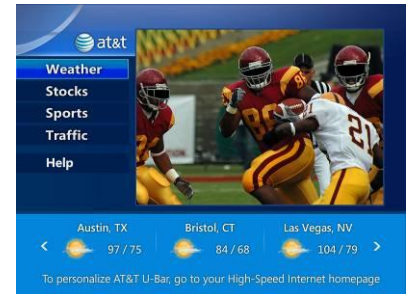 at&t
Weather
Stocks
Sports
Traffic
Help
Austin, TX
97 / 75
Bristol, CT
84 / 68
Las Vegas, NV
104 / 79
To personalize AT&T U-Bar, go to your High-Speed Internet homepage